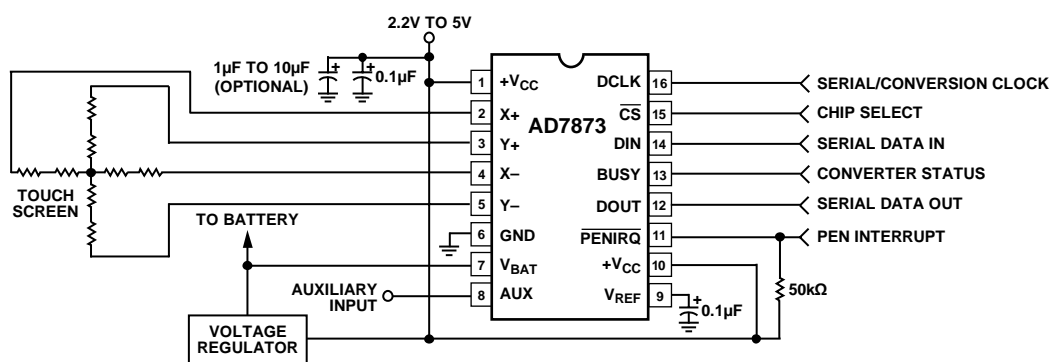 2.2V TO 5V
1µF TO 10µF
(OPTIONAL)
+
+
0.1µF
TOUCH
SCREEN
TO BATTERY
AUXILIARY
INPUT
VOLTAGE
REGULATOR
AD7873
1 +VCC
2 X+
3 Y+
4 X–
5 Y–
6 GND
7 VBAT
8 AUX
DCLK 16 SERIAL/CONVERSION CLOCK
CS 15 CHIP SELECT
DIN 14 SERIAL DATA IN
BUSY 13 CONVERTER STATUS
DOUT 12 SERIAL DATA OUT
PENIRQ 11 PEN INTERRUPT
+VCC 10
VREF 9
+
0.1µF
50kΩ